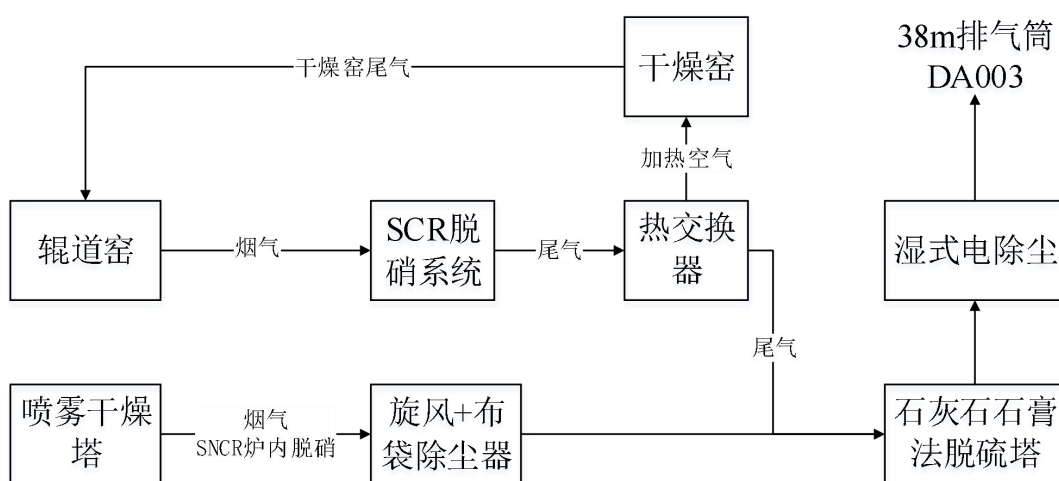 38m排气筒
DA003
干燥窑尾气
干燥窑
加热空气
辊道窑
烟气
SCR脱
硝系统
尾气
热交换
器
湿式电除尘
尾气
喷雾干燥
塔
烟气
SNCR炉内脱硝
旋风+布
袋除尘器
石灰石石膏
法脱硫塔